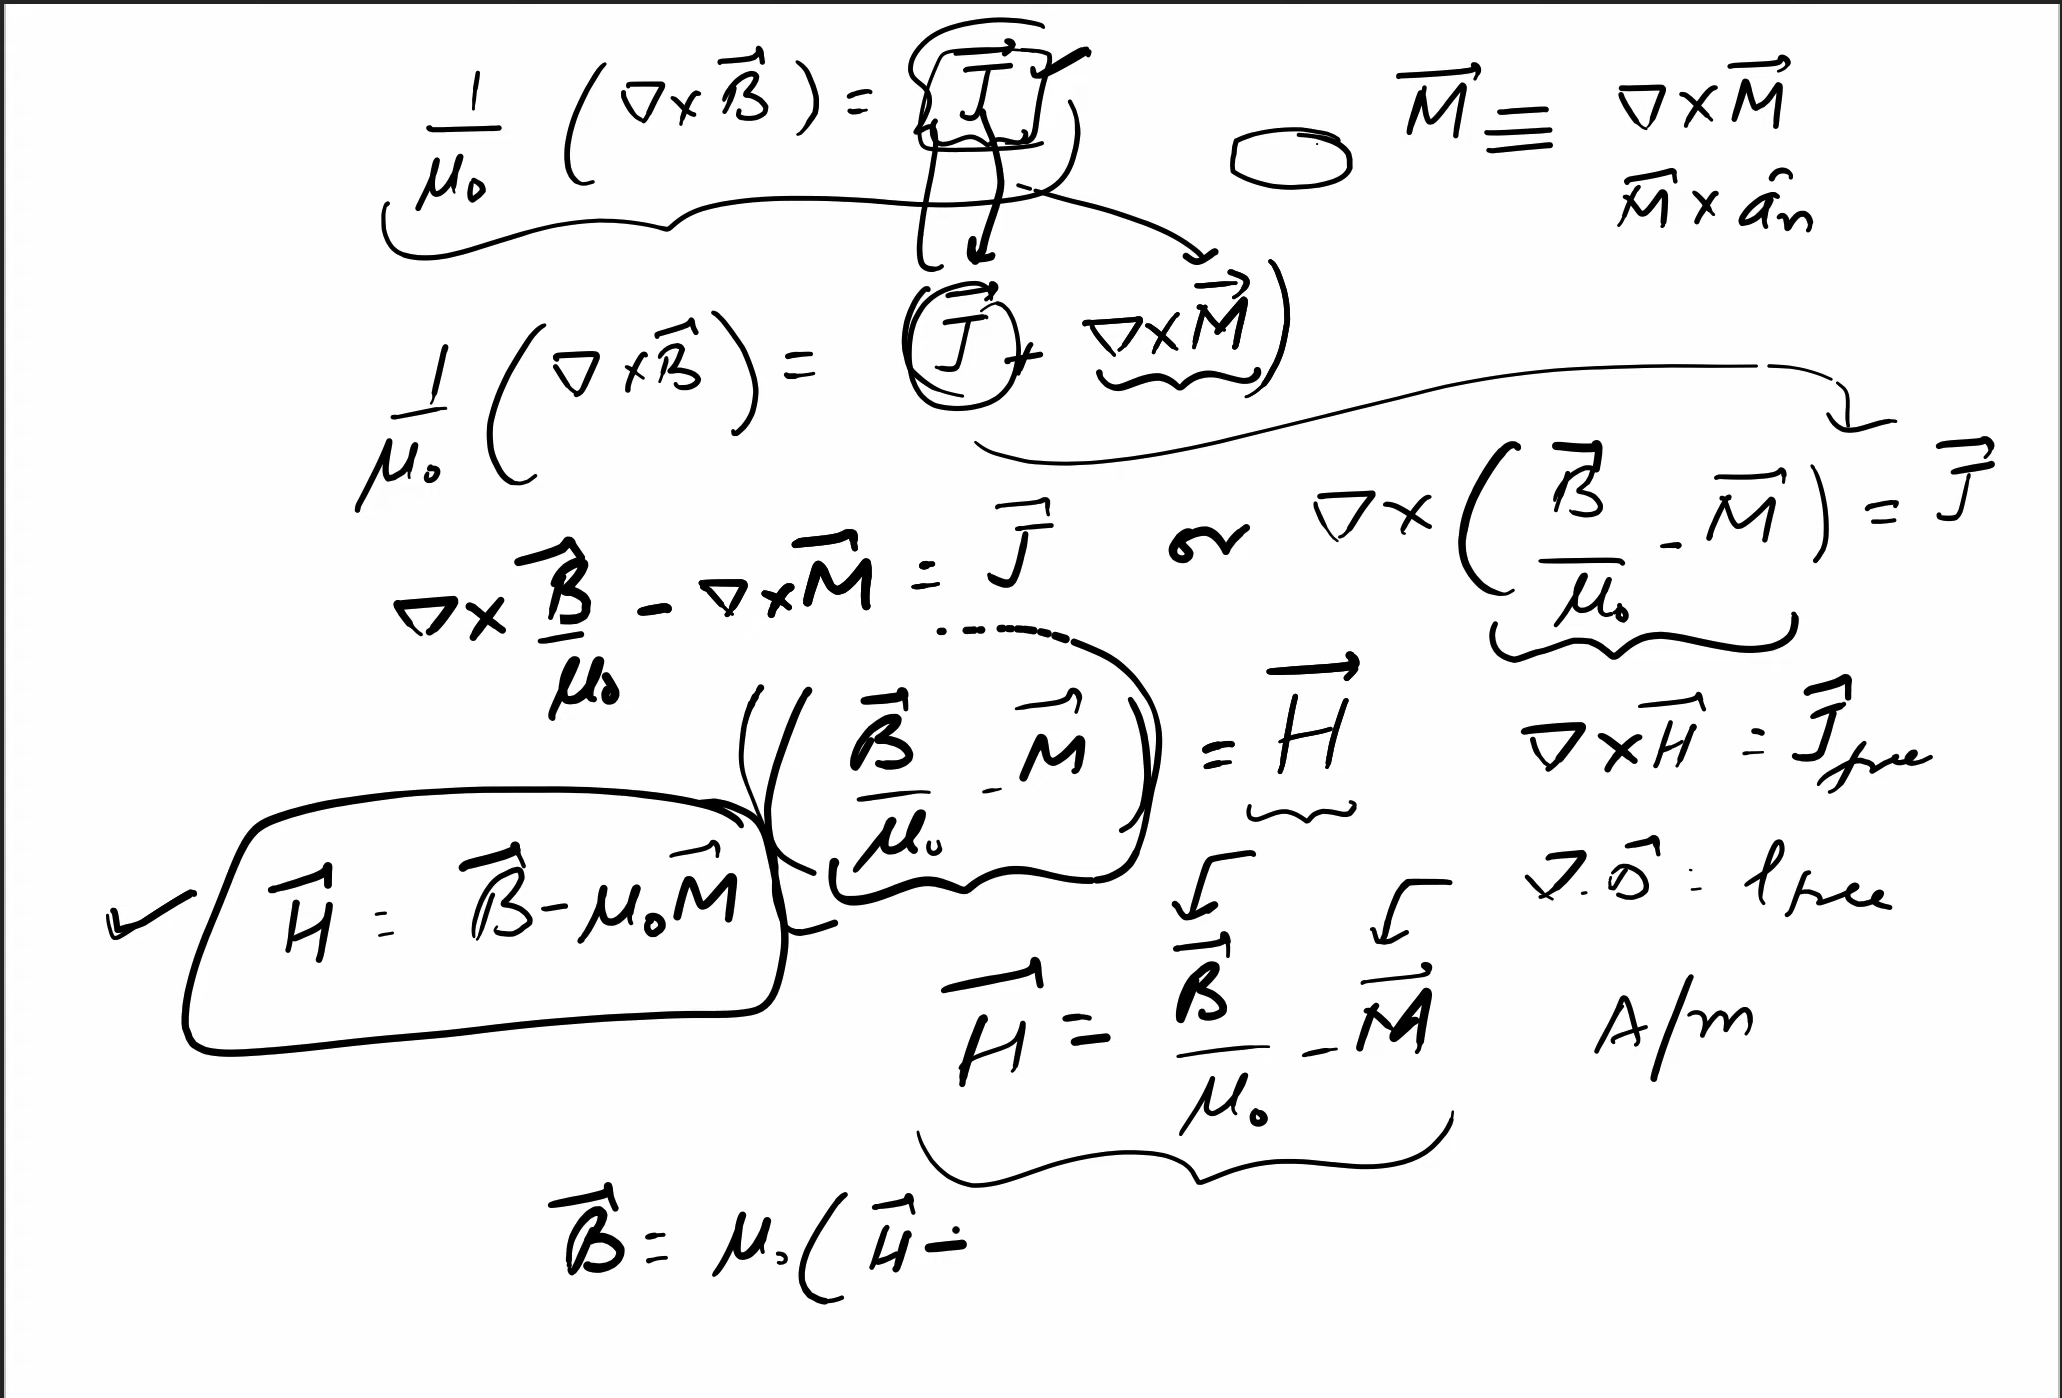 1/μ₀ (∇ × B⃗) = J⃗
M⃗ ≡ ∇ × M⃗
M⃗ × âₙ
1/μ₀ (∇ × B⃗) = (J⃗ + ∇ × M⃗)
∇ × B⃗/μ₀ − ∇ × M⃗ = J⃗ or ∇ × (B⃗/μ₀ − M⃗) = J⃗
(B⃗/μ₀ − M⃗) = H⃗
∇ × H⃗ = J⃗free
H⃗ = B⃗ − μ₀M⃗
∇ . D⃗ = ρfree
H⃗ = B⃗/μ₀ − M⃗
A/m
B⃗ = μ₀(H⃗ −